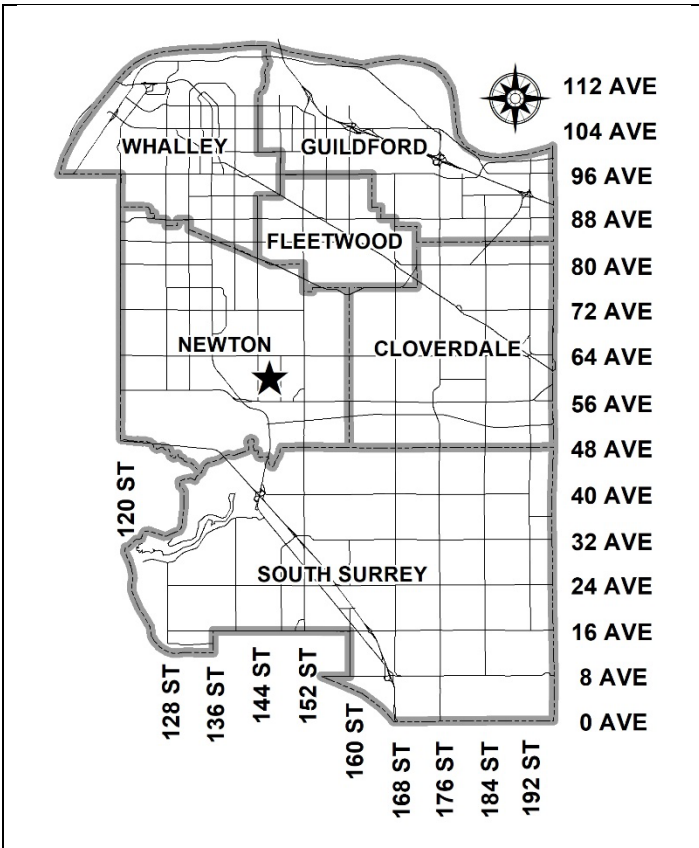 112 AVE
104 AVE
WHALLEY
GUILDFORD
96 AVE
88 AVE
FLEETWOOD
80 AVE
72 AVE
NEWTON
CLOVERDALE
64 AVE
56 AVE
48 AVE
120 ST
40 AVE
32 AVE
SOUTH SURREY
24 AVE
16 AVE
128 ST
136 ST
144 ST
152 ST
8 AVE
160 ST
0 AVE
168 ST
176 ST
184 ST
192 ST